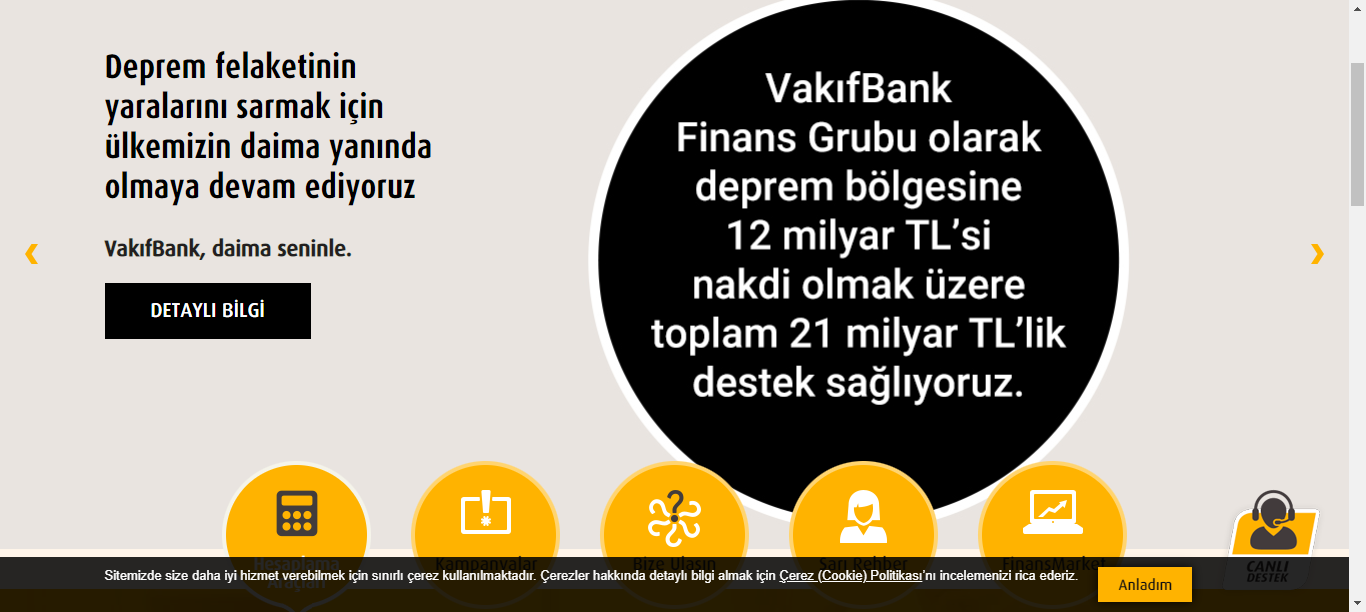 Deprem felaketinin
yaralarını sarmak için
ülkemizin daima yanında
olmaya devam ediyoruz
VakıfBank, daima seninle.
DETAYLI BİLGİ
VakıfBank
Finans Grubu olarak
deprem bölgesine
12 milyar TL’si
nakdi olmak üzere
toplam 21 milyar TL’lik
destek sağlıyoruz.
Hesaplama
Kampanyalar
Bize Ulaşın
Sarı Rehber
FinansMarket
CANLI
DESTEK
Sitemizde size daha iyi hizmet verebilmek için sınırlı çerez kullanılmaktadır. Çerezler hakkında detaylı bilgi almak için Çerez (Cookie) Politikası'nı incelemenizi rica ederiz.
Anladım